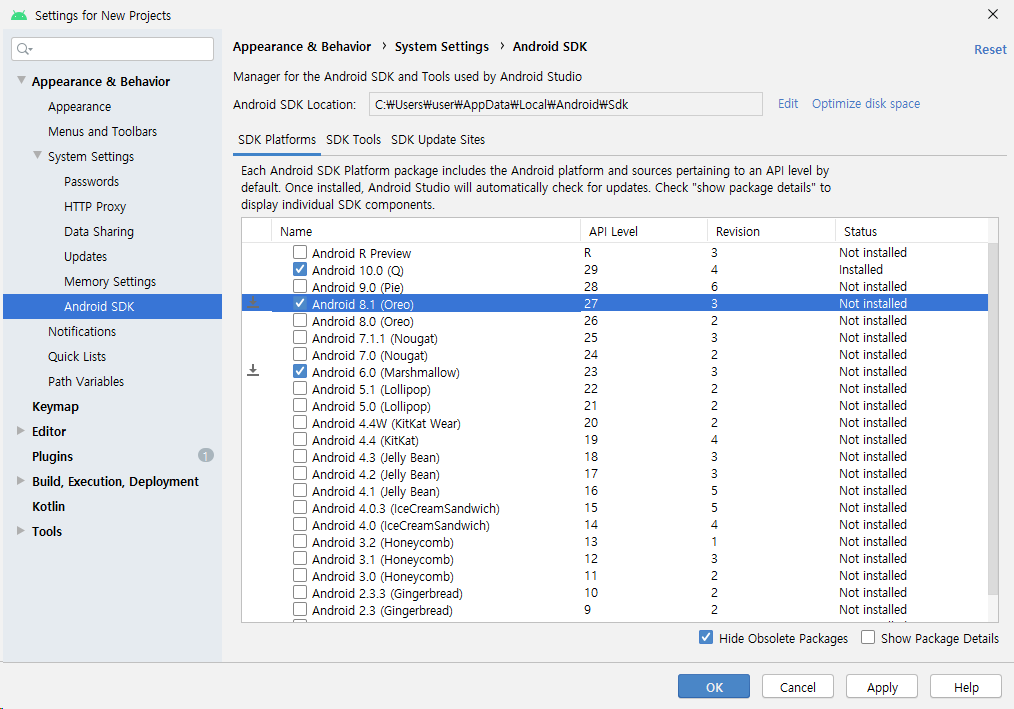 Settings for New Projects
Appearance & Behavior
Appearance
Menus and Toolbars
System Settings
Passwords
HTTP Proxy
Data Sharing
Updates
Memory Settings
Android SDK
Notifications
Quick Lists
Path Variables
Keymap
Editor
Plugins 1
Build, Execution, Deployment
Kotlin
Tools
Appearance & Behavior › System Settings › Android SDK
Reset
Manager for the Android SDK and Tools used by Android Studio
Android SDK Location: C:₩Users₩user₩AppData₩Local₩Android₩Sdk Edit Optimize disk space
SDK Platforms SDK Tools SDK Update Sites
Each Android SDK Platform package includes the Android platform and sources pertaining to an API level by
default. Once installed, Android Studio will automatically check for updates. Check "show package details" to
display individual SDK components.
Name API Level Revision Status
Android R Preview R 3 Not installed
Android 10.0 (Q) 29 4 Installed
Android 9.0 (Pie) 28 6 Not installed
Android 8.1 (Oreo) 27 3 Not installed
Android 8.0 (Oreo) 26 2 Not installed
Android 7.1.1 (Nougat) 25 3 Not installed
Android 7.0 (Nougat) 24 2 Not installed
Android 6.0 (Marshmallow) 23 3 Not installed
Android 5.1 (Lollipop) 22 2 Not installed
Android 5.0 (Lollipop) 21 2 Not installed
Android 4.4W (KitKat Wear) 20 2 Not installed
Android 4.4 (KitKat) 19 4 Not installed
Android 4.3 (Jelly Bean) 18 3 Not installed
Android 4.2 (Jelly Bean) 17 3 Not installed
Android 4.1 (Jelly Bean) 16 5 Not installed
Android 4.0.3 (IceCreamSandwich) 15 5 Not installed
Android 4.0 (IceCreamSandwich) 14 4 Not installed
Android 3.2 (Honeycomb) 13 1 Not installed
Android 3.1 (Honeycomb) 12 3 Not installed
Android 3.0 (Honeycomb) 11 2 Not installed
Android 2.3.3 (Gingerbread) 10 2 Not installed
Android 2.3 (Gingerbread) 9 2 Not installed
Hide Obsolete Packages Show Package Details
OK Cancel Apply Help